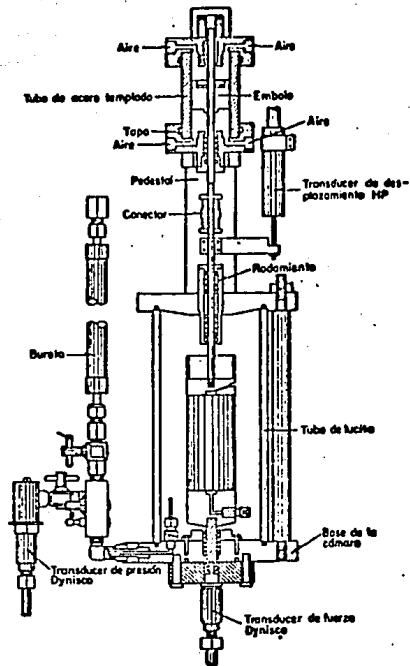 Aire
Aire
Tubo de acero templado
Embolo
Tapa
Aire
Aire
Pedestal
Transducer de des-
plazamiento HP
Conector
Rodamiento
Bureta
Tubo de lucita
Base de la
cámara
Transducer de presión
Dynisco
Transducer de fuerza
Dynisco